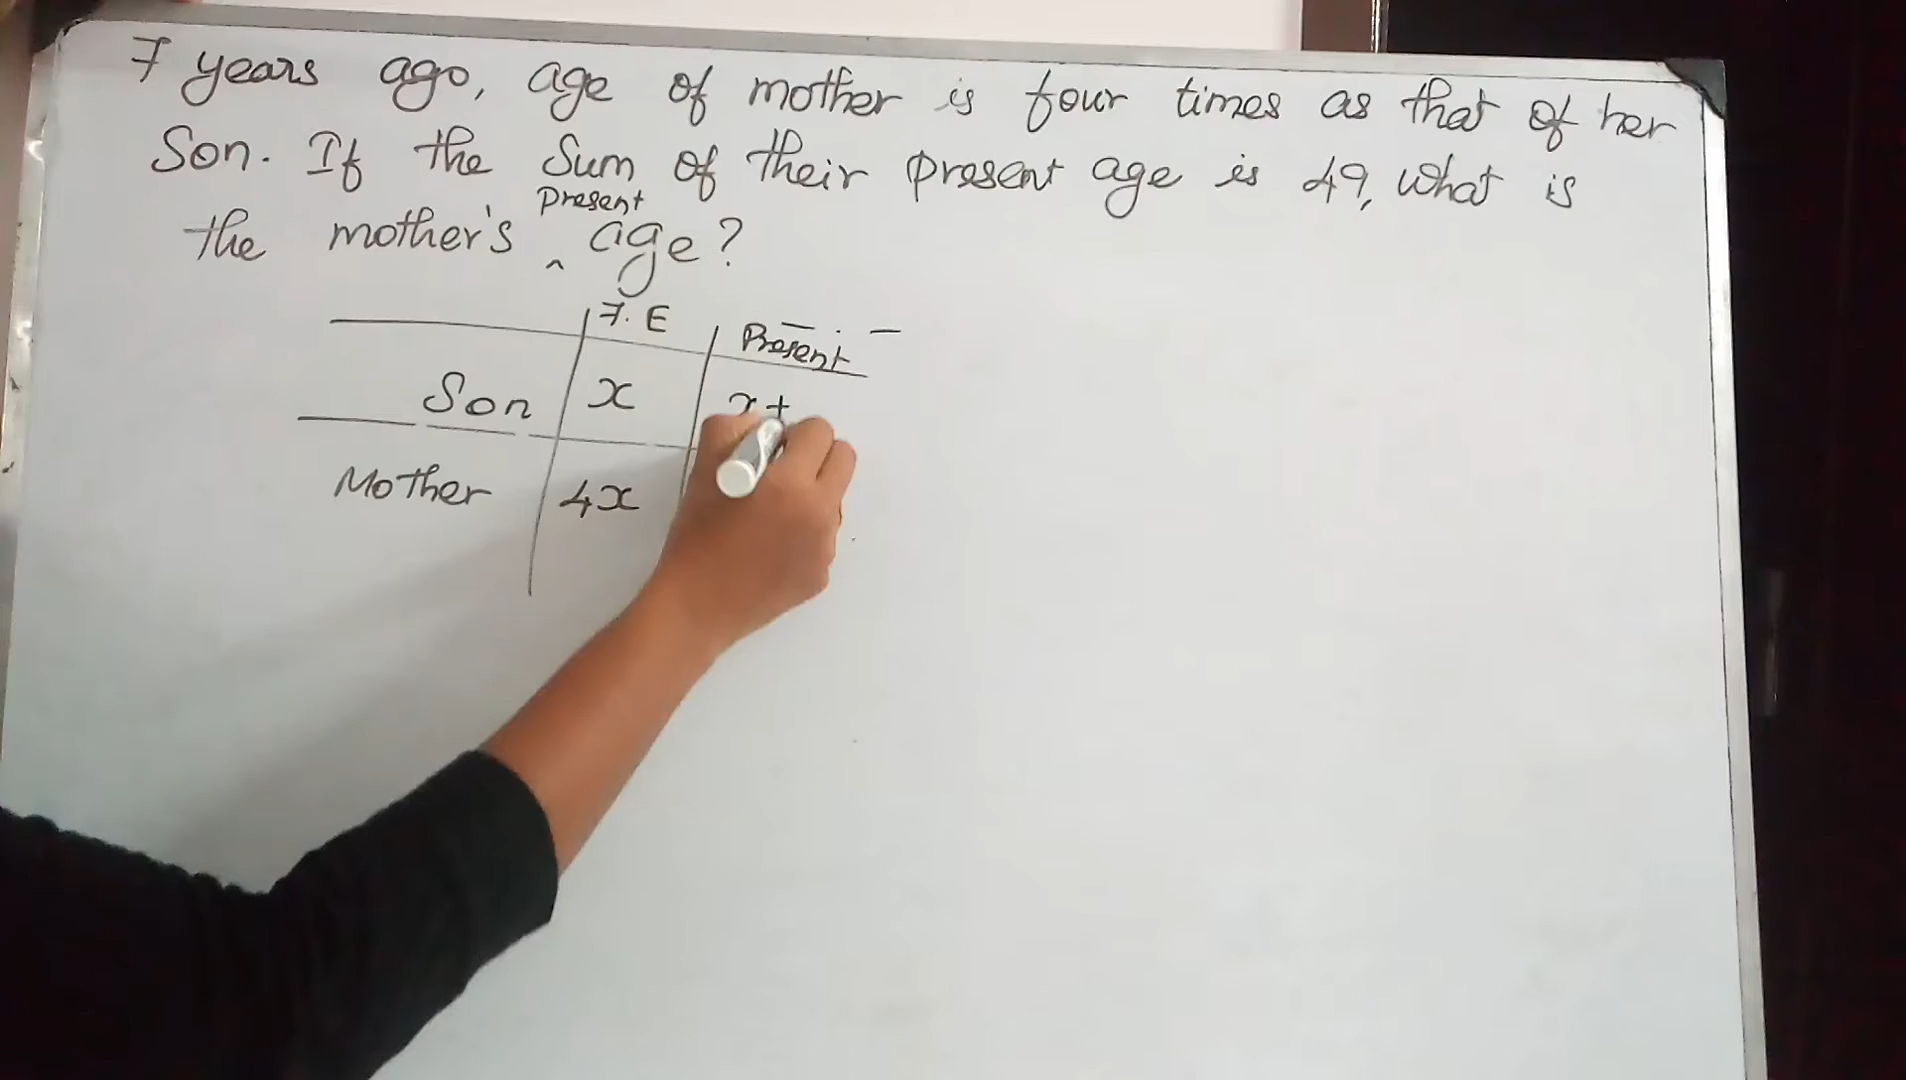 7 years ago, age of mother is four times as that of her
Son. If the Sum of their present age is 49, what is
present
the mother's ^ age?
7. E Present
Son x x+
Mother 4x